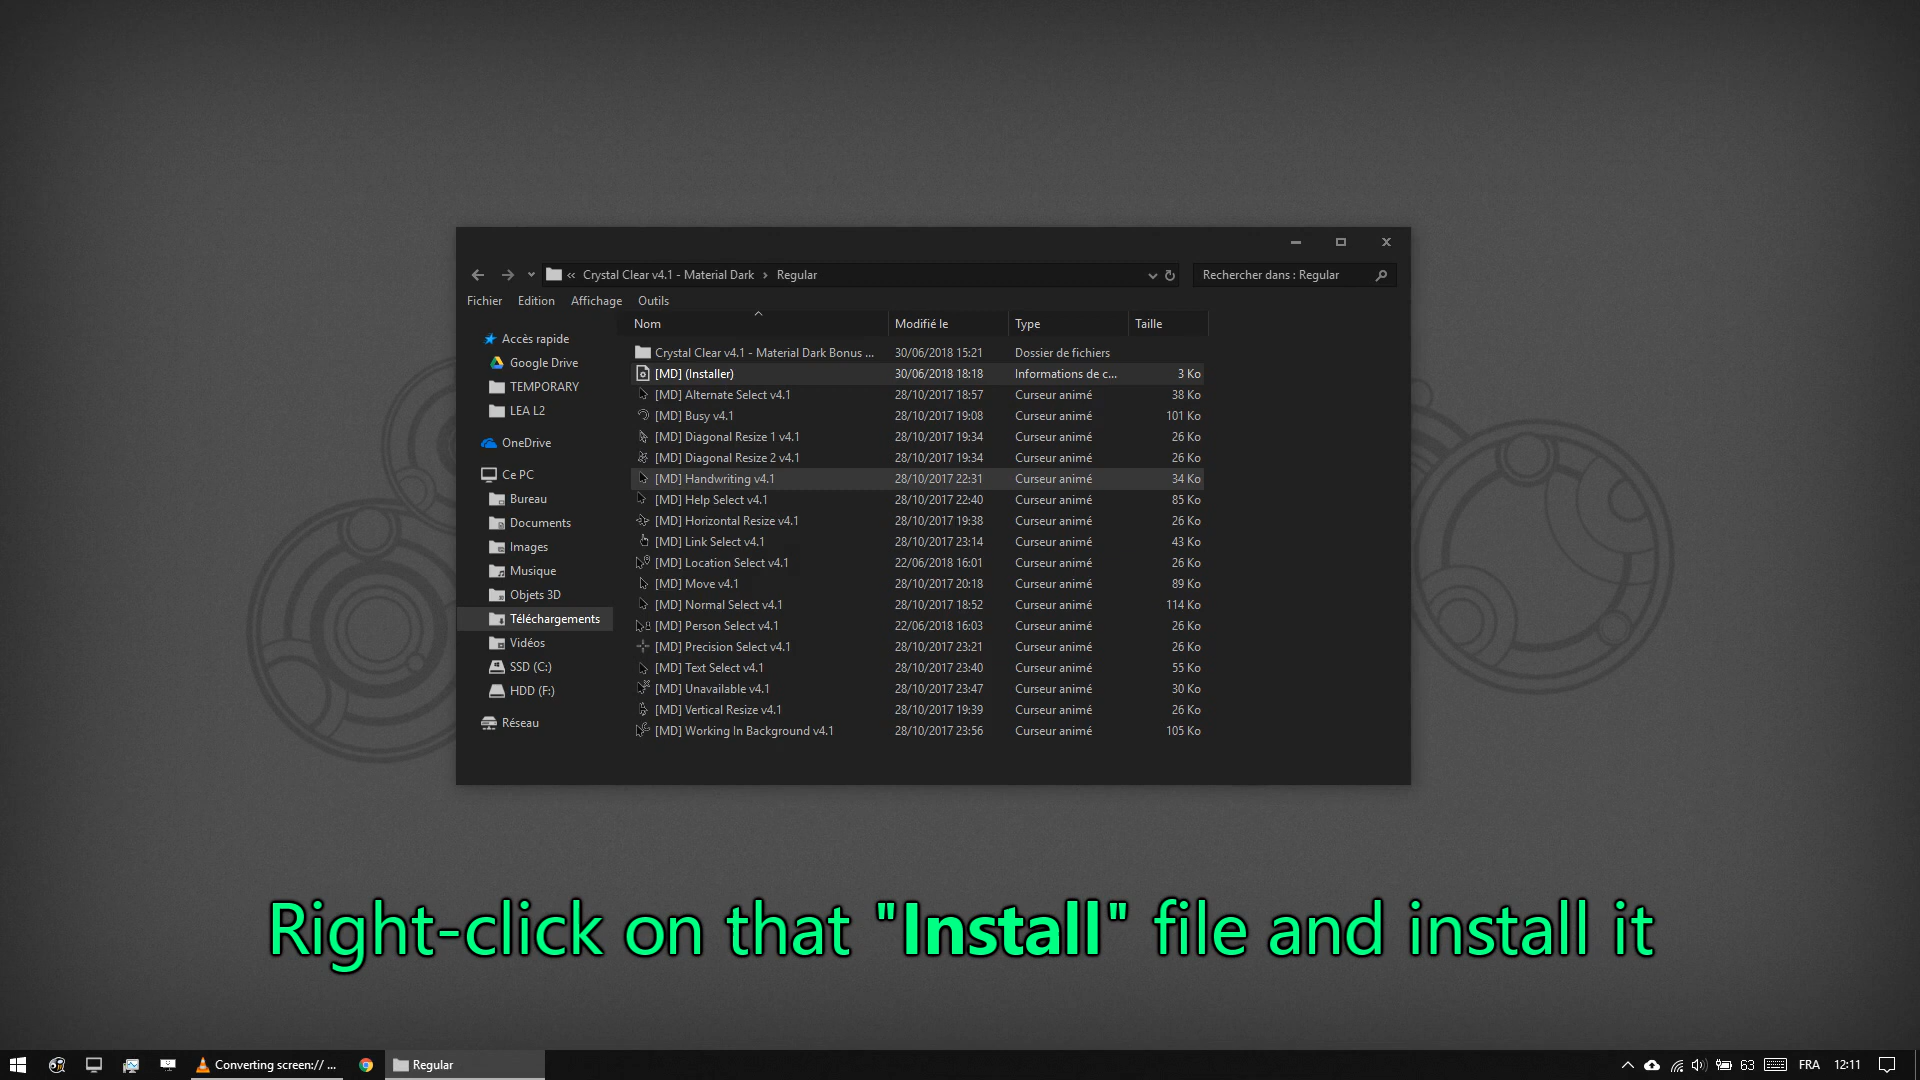 « Crystal Clear v4.1 - Material Dark › Regular
Rechercher dans : Regular
Fichier Edition Affichage Outils
Accès rapide
Google Drive
TEMPORARY
LEA L2
OneDrive
Ce PC
Bureau
Documents
Images
Musique
Objets 3D
Téléchargements
Vidéos
SSD (C:)
HDD (F:)
Réseau
Nom Modifié le Type Taille
Crystal Clear v4.1 - Material Dark Bonus ... 30/06/2018 15:21 Dossier de fichiers
[MD] (Installer) 30/06/2018 18:18 Informations de c... 3 Ko
[MD] Alternate Select v4.1 28/10/2017 18:57 Curseur animé 38 Ko
[MD] Busy v4.1 28/10/2017 19:08 Curseur animé 101 Ko
[MD] Diagonal Resize 1 v4.1 28/10/2017 19:34 Curseur animé 26 Ko
[MD] Diagonal Resize 2 v4.1 28/10/2017 19:34 Curseur animé 26 Ko
[MD] Handwriting v4.1 28/10/2017 22:31 Curseur animé 34 Ko
[MD] Help Select v4.1 28/10/2017 22:40 Curseur animé 85 Ko
[MD] Horizontal Resize v4.1 28/10/2017 19:38 Curseur animé 26 Ko
[MD] Link Select v4.1 28/10/2017 23:14 Curseur animé 43 Ko
[MD] Location Select v4.1 22/06/2018 16:01 Curseur animé 26 Ko
[MD] Move v4.1 28/10/2017 20:18 Curseur animé 89 Ko
[MD] Normal Select v4.1 28/10/2017 18:52 Curseur animé 114 Ko
[MD] Person Select v4.1 22/06/2018 16:03 Curseur animé 26 Ko
[MD] Precision Select v4.1 28/10/2017 23:21 Curseur animé 26 Ko
[MD] Text Select v4.1 28/10/2017 23:40 Curseur animé 55 Ko
[MD] Unavailable v4.1 28/10/2017 23:47 Curseur animé 30 Ko
[MD] Vertical Resize v4.1 28/10/2017 19:39 Curseur animé 26 Ko
[MD] Working In Background v4.1 28/10/2017 23:56 Curseur animé 105 Ko
Right-click on that "Install" file and install it
Converting screen:// ... Regular 63 FRA 12:11